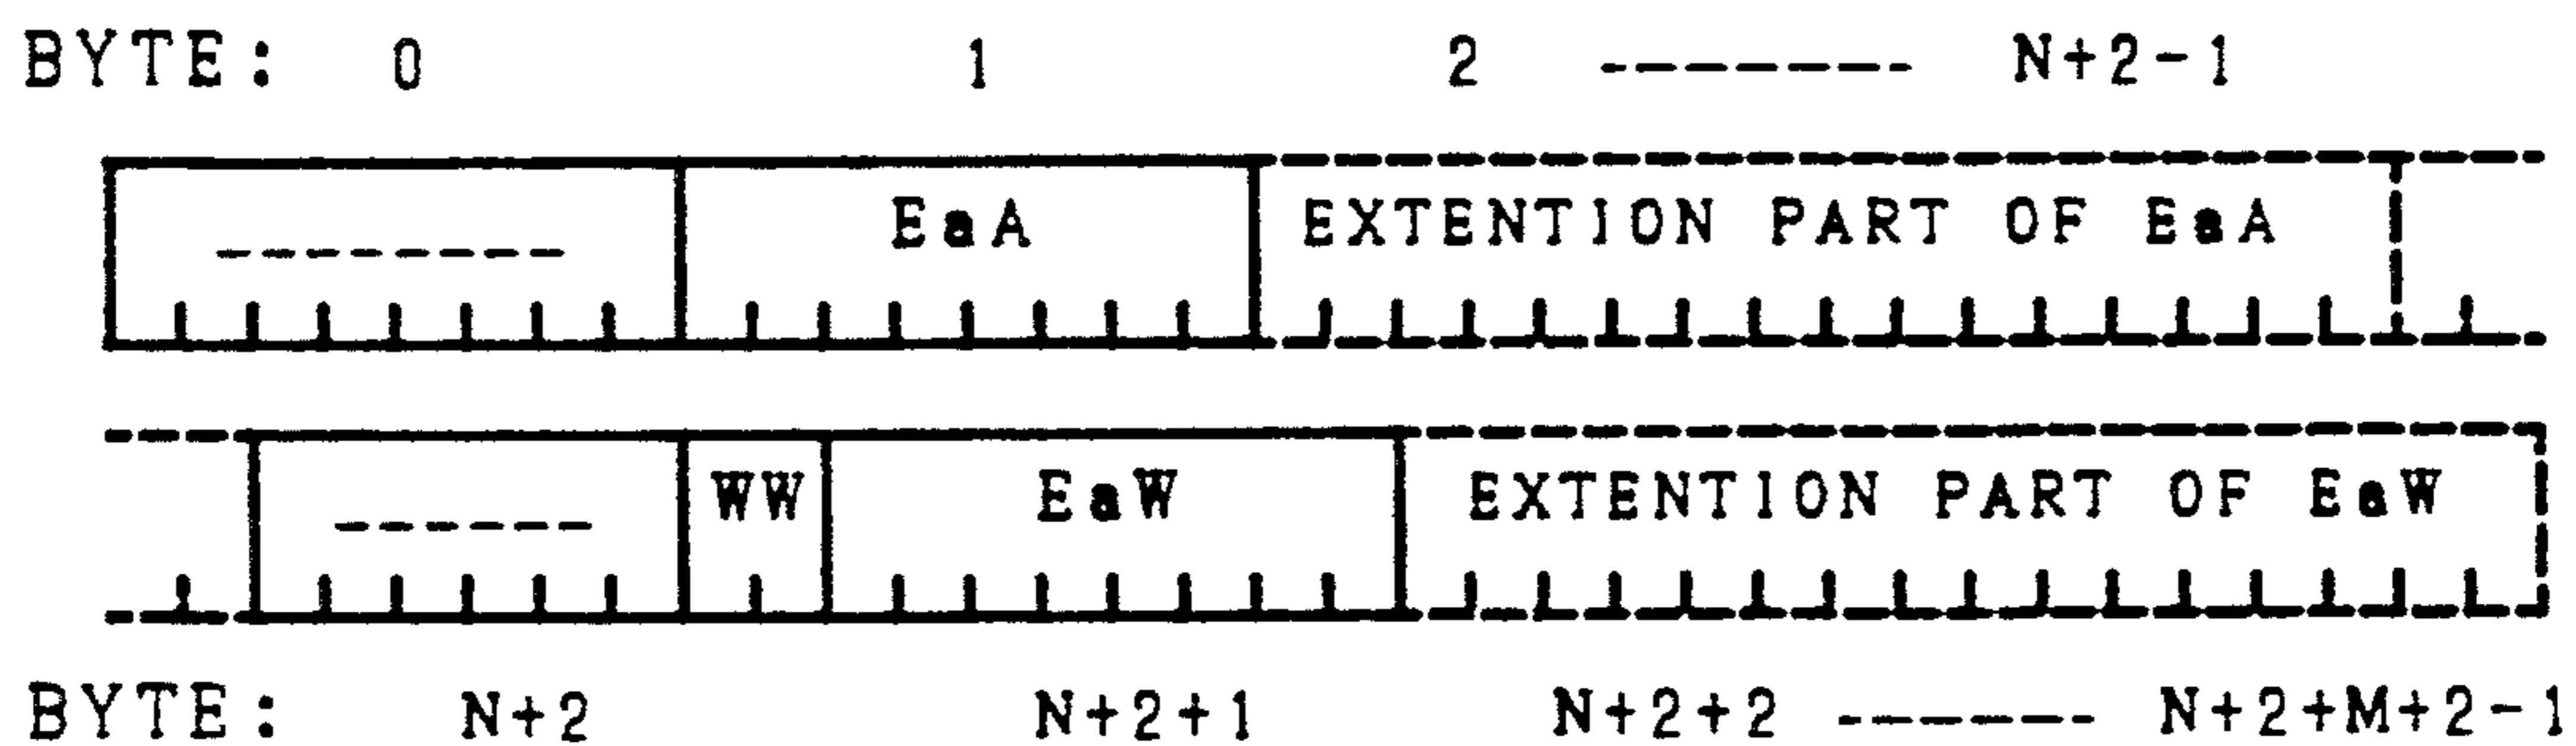 BYTE: 0 1 2 ------- N+2-1
--------- EaA EXTENTION PART OF EaA
------ WW EaW EXTENTION PART OF EaW
BYTE: N+2 N+2+1 N+2+2 ------ N+2+M+2-1